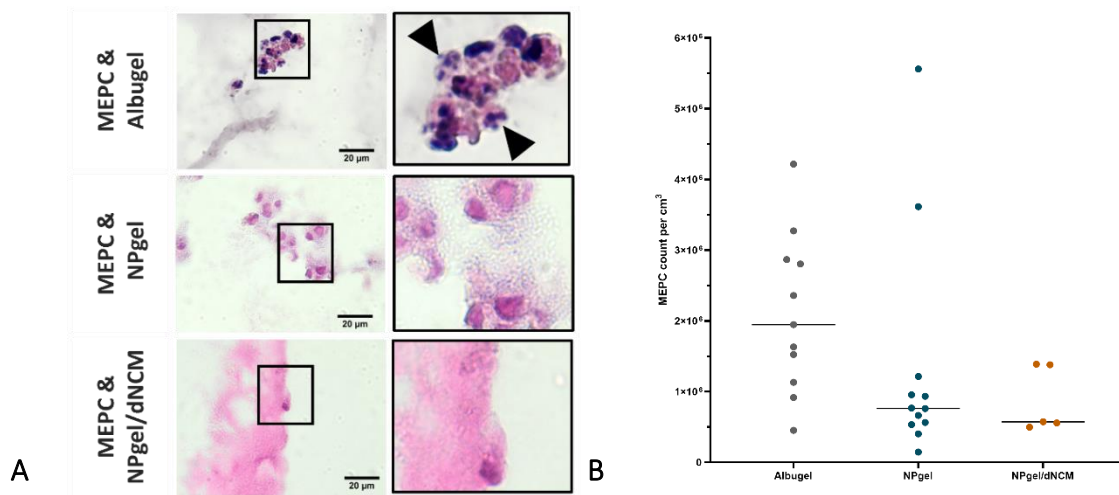 MEPC &
Albugel
20 µm
MEPC &
NPgel
20 µm
MEPC &
NPgel/dNCM
20 µm
A
MEPC count per cm³
6×10⁶
5×10⁶
4×10⁶
3×10⁶
2×10⁶
1×10⁶
0
Albugel NPgel NPgel/dNCM
B